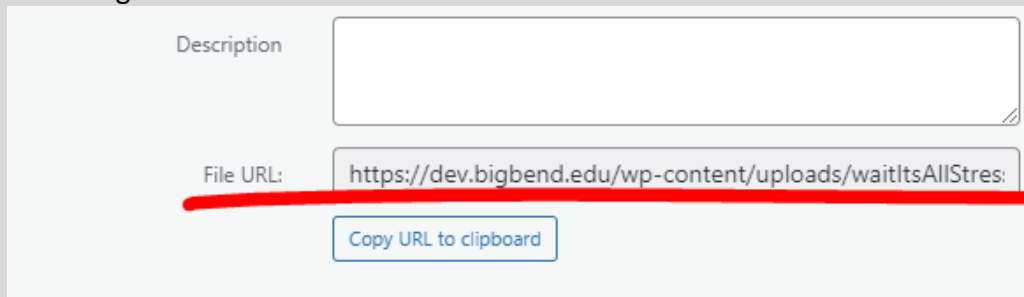 Description
File URL: https://dev.bigbend.edu/wp-content/uploads/waitItsAllStres
Copy URL to clipboard